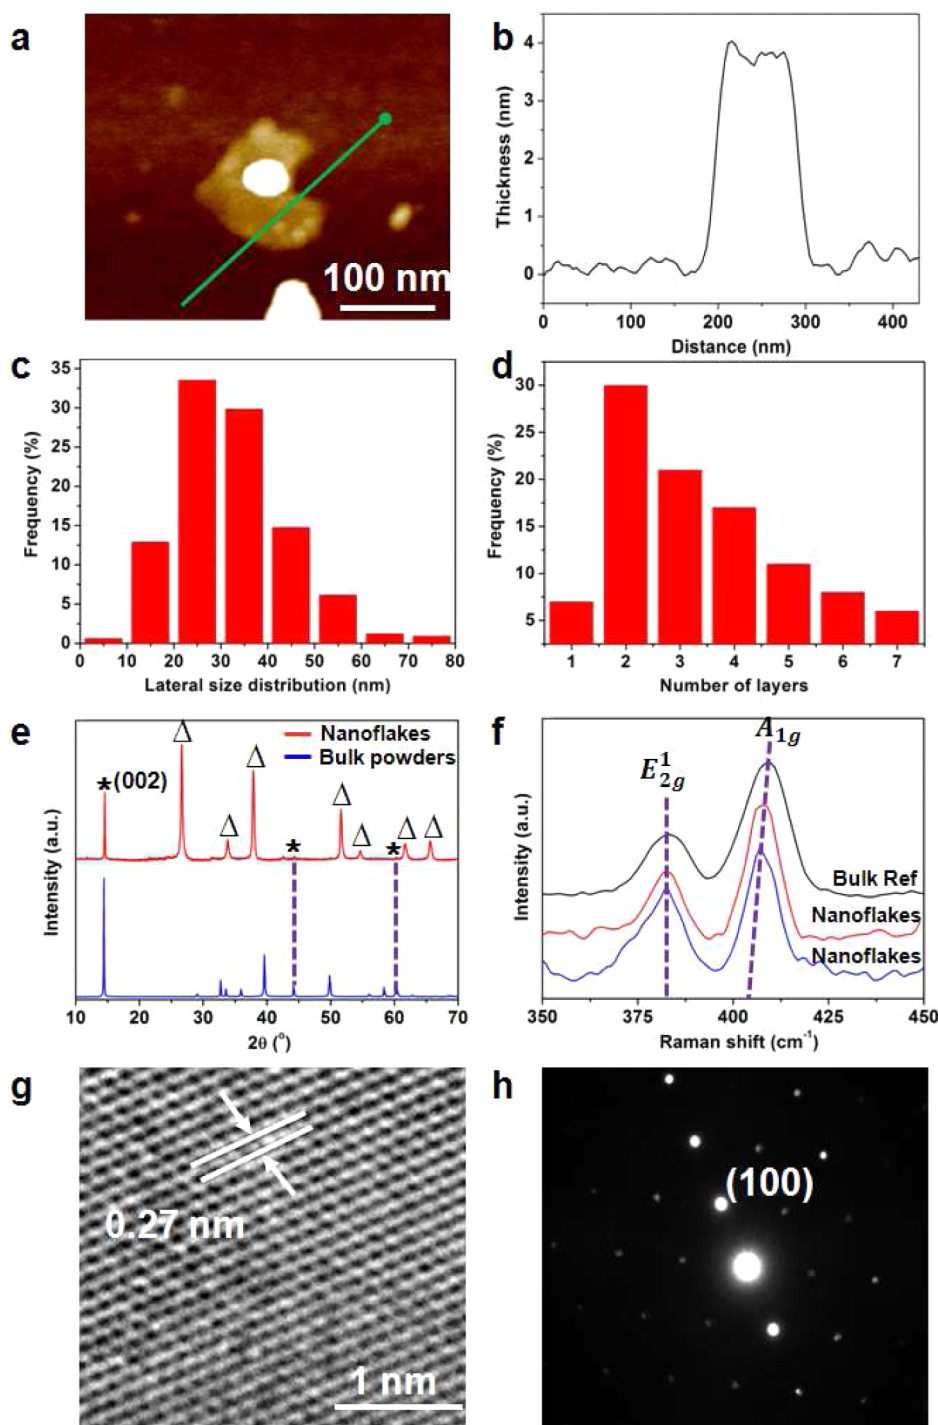 a
100 nm
b
Thickness (nm)
4
3
2
1
0
0 100 200 300 400
Distance (nm)
c
Frequency (%)
35
30
25
20
15
10
5
0
0 10 20 30 40 50 60 70 80
Lateral size distribution (nm)
d
Frequency (%)
30
25
20
15
10
5
1 2 3 4 5 6 7
Number of layers
e
Intensity (a.u.)
Nanoflakes
Bulk powders
*(002)
Δ Δ Δ Δ Δ Δ Δ
* *
10 20 30 40 50 60 70
2θ (°)
f
Intensity (a.u.)
E¹₂g
A₁g
Bulk Ref
Nanoflakes
Nanoflakes
350 375 400 425 450
Raman shift (cm⁻¹)
g
0.27 nm
1 nm
h
(100)